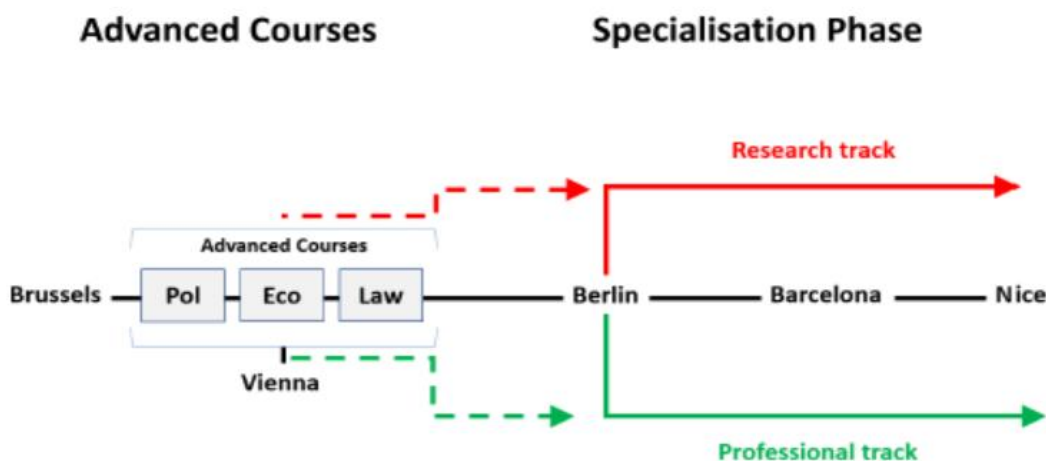 Advanced Courses
Specialisation Phase
Research track
Advanced Courses
Brussels
Pol
Eco
Law
Berlin
Barcelona
Nice
Vienna
Professional track